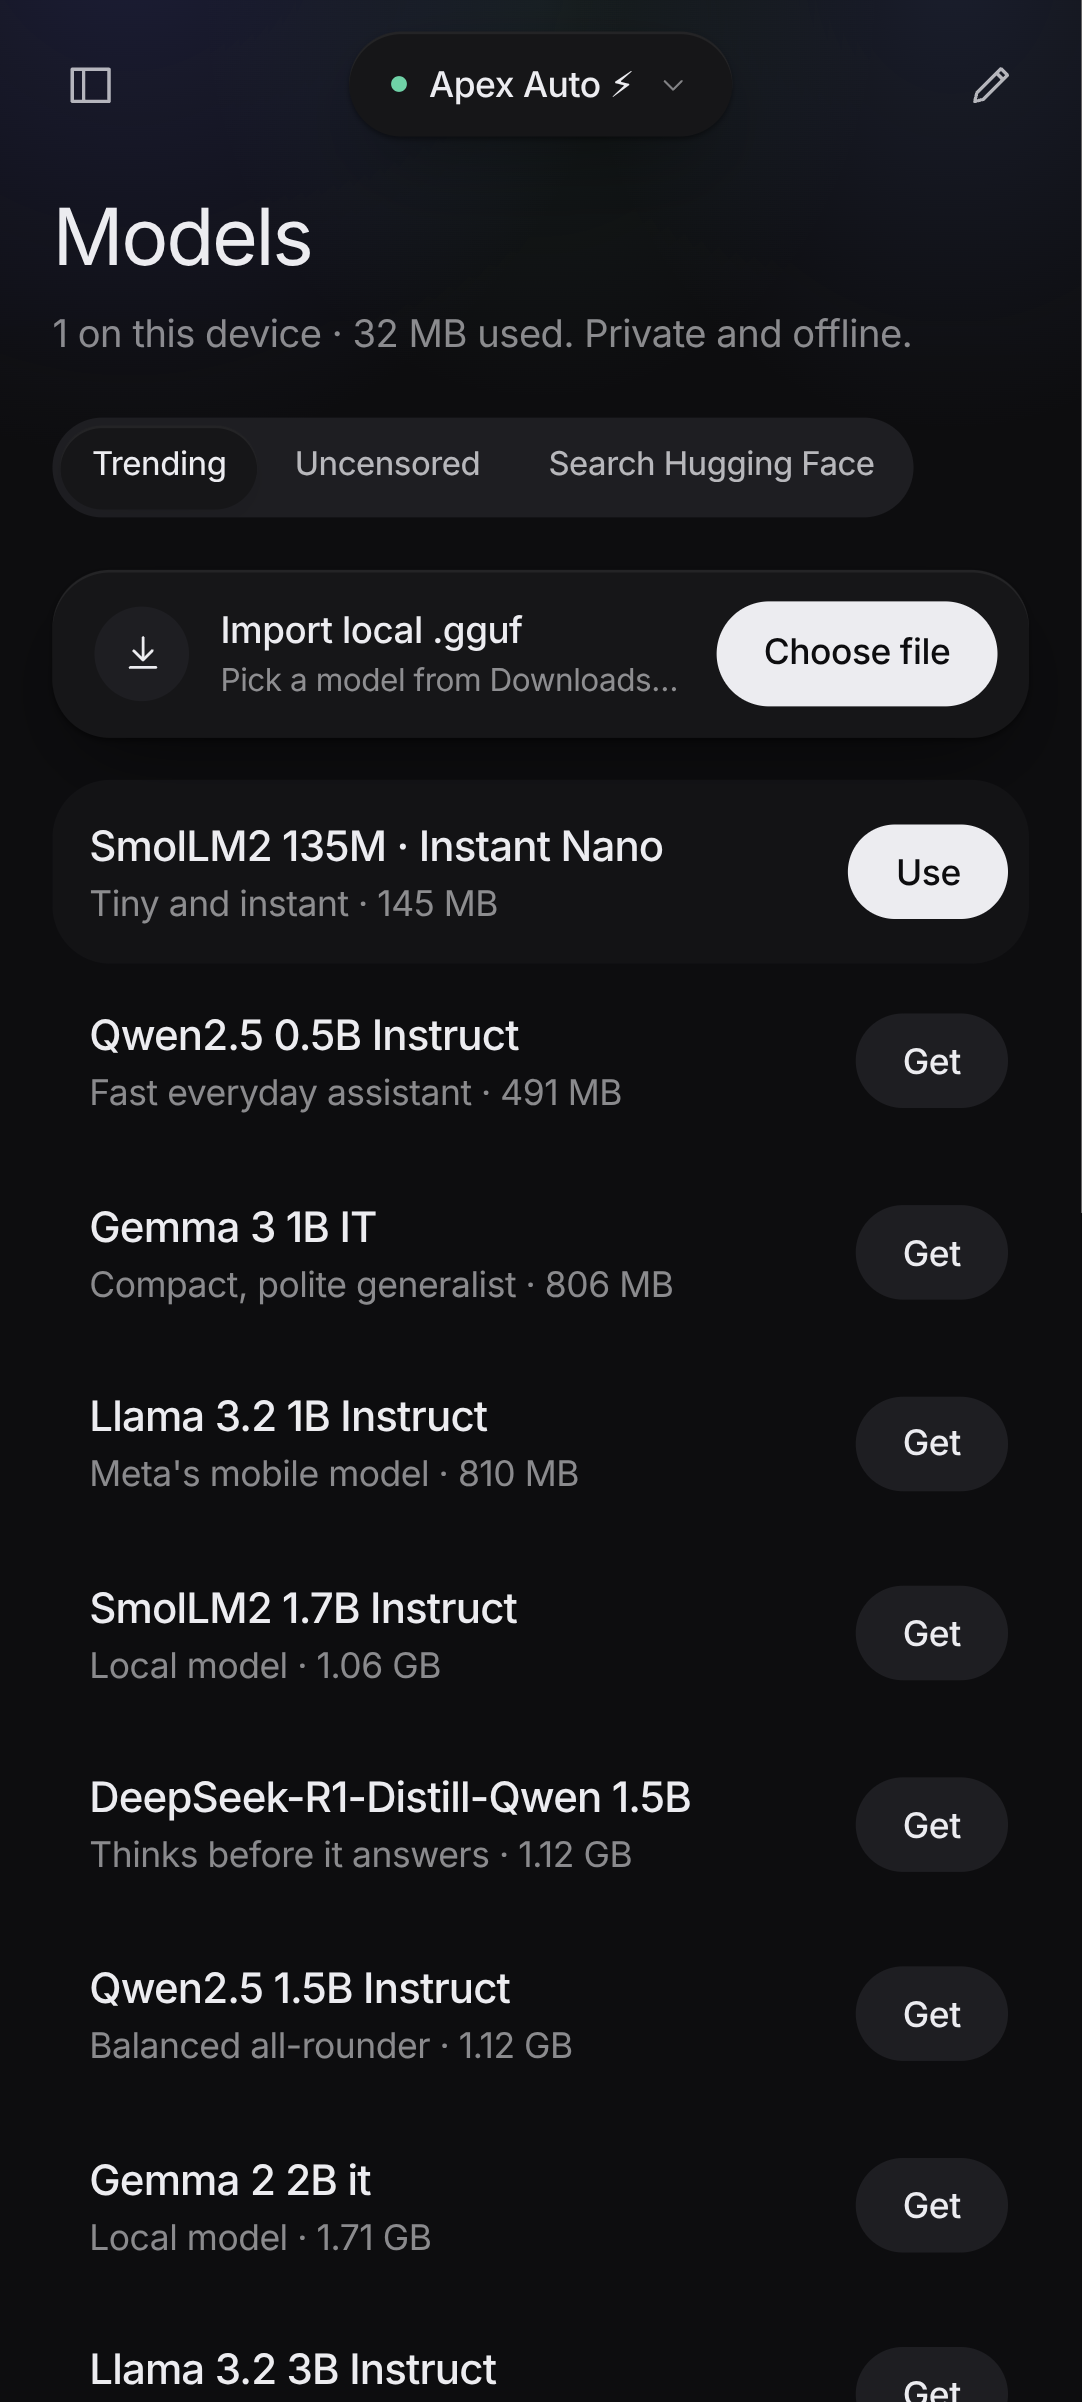 Apex Auto ⚡
Models
1 on this device · 32 MB used. Private and offline.
Trending Uncensored Search Hugging Face
Import local .gguf
Pick a model from Downloads...
Choose file
SmolLM2 135M · Instant Nano
Tiny and instant · 145 MB
Use
Qwen2.5 0.5B Instruct
Fast everyday assistant · 491 MB
Get
Gemma 3 1B IT
Compact, polite generalist · 806 MB
Get
Llama 3.2 1B Instruct
Meta's mobile model · 810 MB
Get
SmolLM2 1.7B Instruct
Local model · 1.06 GB
Get
DeepSeek-R1-Distill-Qwen 1.5B
Thinks before it answers · 1.12 GB
Get
Qwen2.5 1.5B Instruct
Balanced all-rounder · 1.12 GB
Get
Gemma 2 2B it
Local model · 1.71 GB
Get
Llama 3.2 3B Instruct
Get